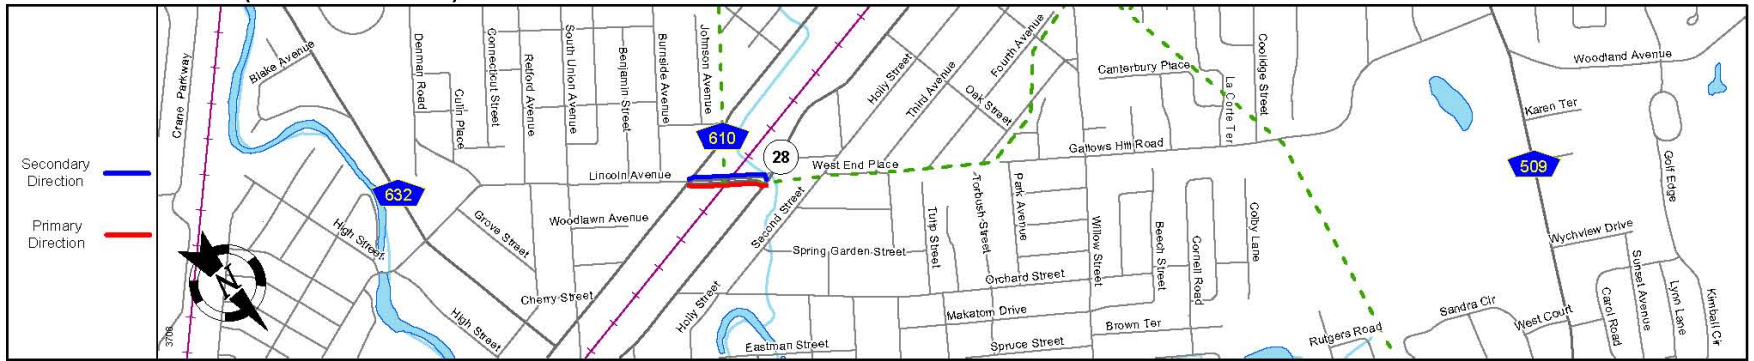 Secondary
Direction
Primary
Direction
Crane Parkway
Blake Avenue
Denman Road
Cullin Place
Connecticut Street
Retford Avenue
South Union Avenue
Benjamin Street
Burnside Avenue
Johnson Avenue
610
28
632
509
Holly Street
Third Avenue
Fourth Avenue
Oak Street
Canterbury Place
La Corte Ter
Coolidge Street
Woodland Avenue
Karen Ter
Golf Edge
Gallows Hill Road
West End Place
Lincoln Avenue
Woodlawn Avenue
Grove Street
High Street
Cherry Street
High Street
Second Street
Spring Garden Street
Holly Street
Eastman Street
Tulip Street
Torbush Street
Park Avenue
Willow Street
Beech Street
Cornell Road
Colby Lane
Orchard Street
Makatom Drive
Brown Ter
Spruce Street
Rutgers Road
Sandra Cir
West Court
Wychview Drive
Carol Road
Sunset Avenue
Lynn Lane
Kimball Cir
N